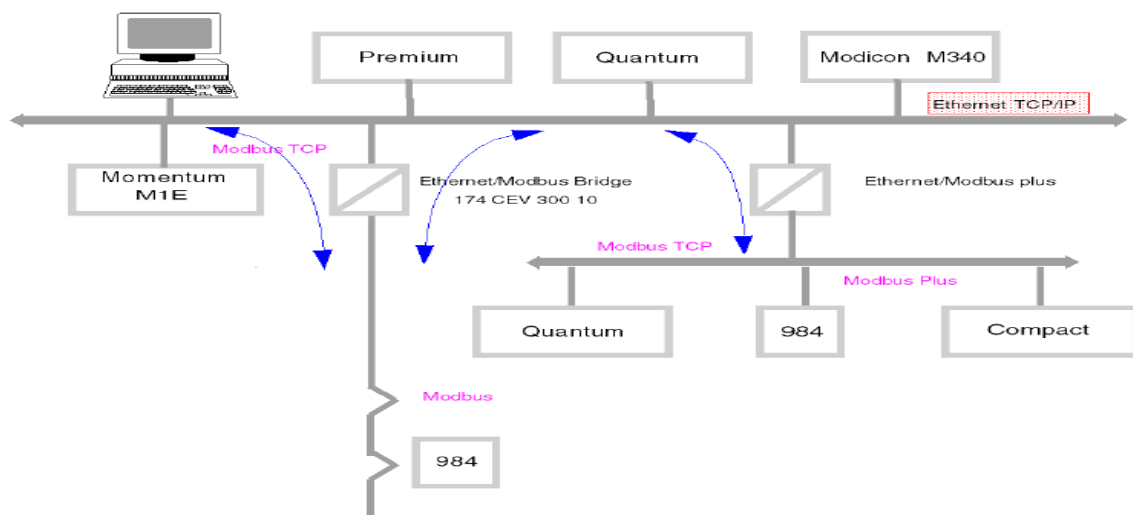 Premium
Quantum
Modicon M340
Ethernet TCP/IP
Modbus TCP
Momentum
M1E
Ethernet/Modbus Bridge
174 CEV 300 10
Ethernet/Modbus plus
Modbus TCP
Modbus Plus
Quantum
984
Compact
Modbus
984